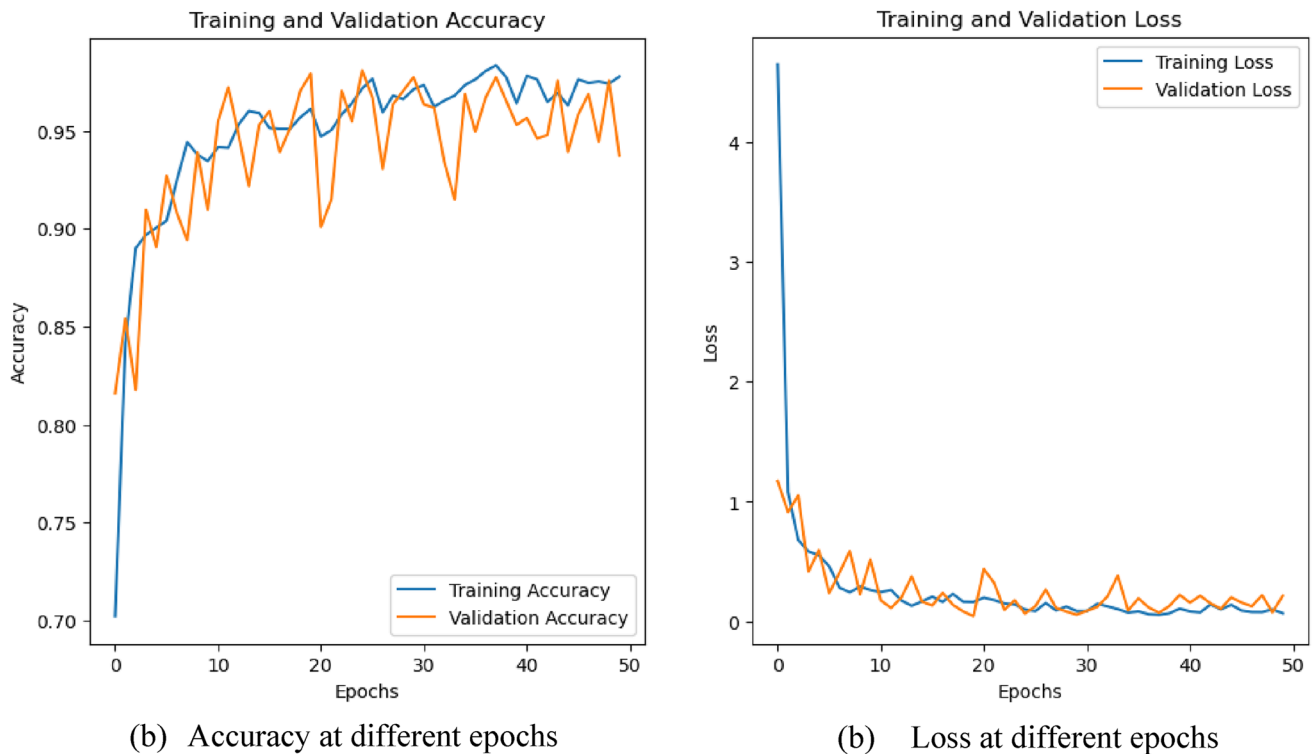 Training and Validation Accuracy
0.95
0.90
0.85
0.80
0.75
0.70
Accuracy
Training Accuracy
Validation Accuracy
0 10 20 30 40 50
Epochs
(b) Accuracy at different epochs
Training and Validation Loss
Training Loss
Validation Loss
4
3
2
1
0
Loss
0 10 20 30 40 50
Epochs
(b) Loss at different epochs